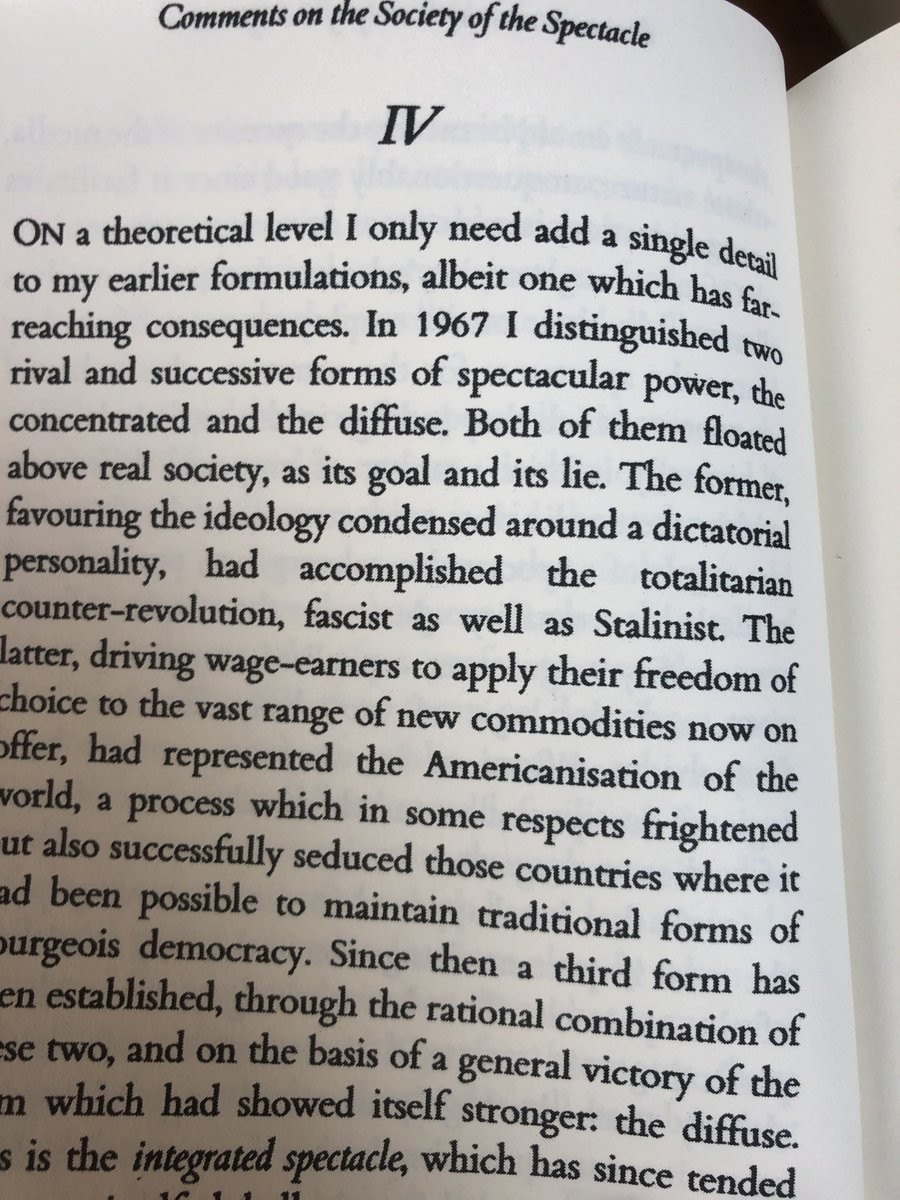 Comments on the Society of the Spectacle
IV
ON a theoretical level I only need add a single detail
to my earlier formulations, albeit one which has far-
reaching consequences. In 1967 I distinguished two
rival and successive forms of spectacular power, the
concentrated and the diffuse. Both of them floated
above real society, as its goal and its lie. The former,
favouring the ideology condensed around a dictatorial
personality, had accomplished the totalitarian
counter-revolution, fascist as well as Stalinist. The
latter, driving wage-earners to apply their freedom of
choice to the vast range of new commodities now on
offer, had represented the Americanisation of the
world, a process which in some respects frightened
ut also successfully seduced those countries where it
ad been possible to maintain traditional forms of
ourgeois democracy. Since then a third form has
en established, through the rational combination of
ese two, and on the basis of a general victory of the
m which had showed itself stronger: the diffuse.
s is the integrated spectacle, which has since tended